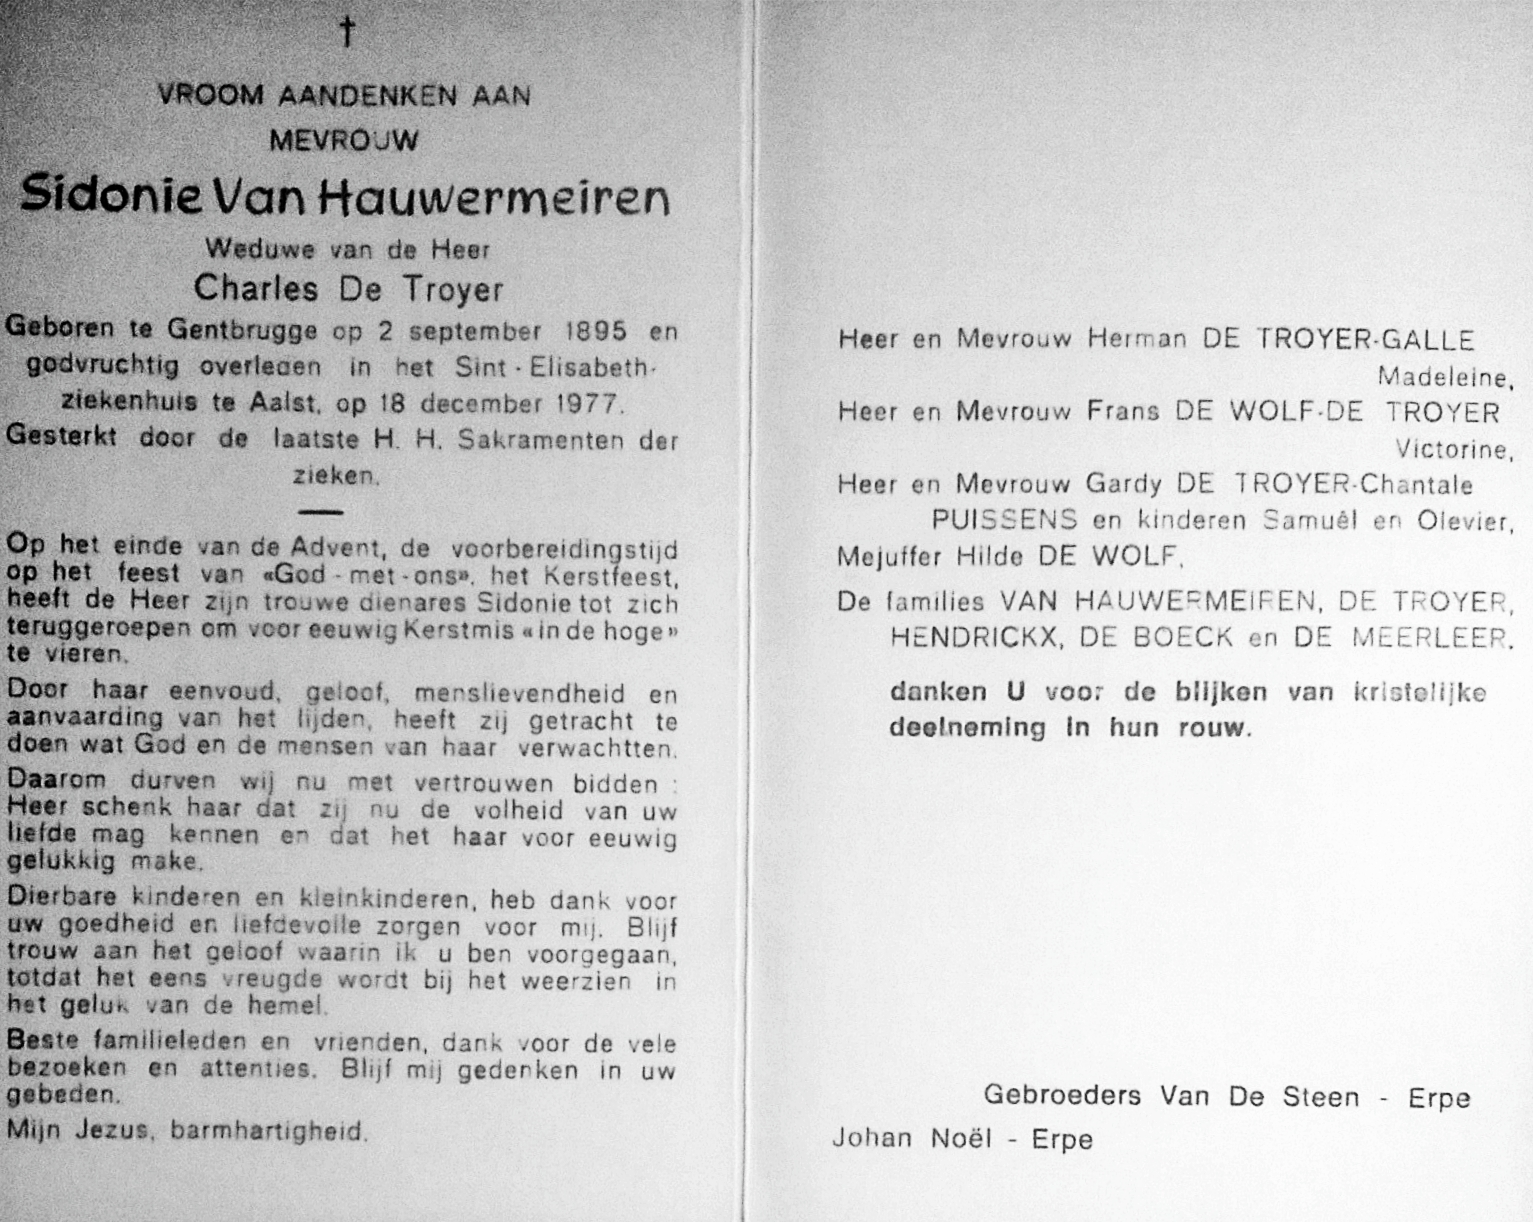 VROOM AANDENKEN AAN
MEVROUW
Sidonie Van Hauwermeiren
Weduwe van de Heer
Charles De Troyer
Geboren te Gentbrugge op 2 september 1895 en
godvruchtig overleden in het Sint-Elisabeth-
ziekenhuis te Aalst, op 18 december 1977.
Gesterkt door de laatste H. H. Sakramenten der
zieken.
Op het einde van de Advent, de voorbereidingstijd
op het feest van «God-met-ons», het Kerstfeest,
heeft de Heer zijn trouwe dienares Sidonie tot zich
teruggeroepen om voor eeuwig Kerstmis «in de hoge»
te vieren.
Door haar eenvoud, geloof, menslievendheid en
aanvaarding van het lijden, heeft zij getracht te
doen wat God en de mensen van haar verwachtten.
Daarom durven wij nu met vertrouwen bidden :
Heer schenk haar dat zij nu de volheid van uw
liefde mag kennen en dat het haar voor eeuwig
gelukkig make.
Dierbare kinderen en kleinkinderen, heb dank voor
uw goedheid en liefdevolle zorgen voor mij. Blijf
trouw aan het geloof waarin ik u ben voorgegaan,
totdat het eens vreugde wordt bij het weerzien in
het geluk van de hemel.
Beste familieleden en vrienden, dank voor de vele
bezoeken en attenties. Blijf mij gedenken in uw
gebeden.
Mijn Jezus, barmhartigheid.
Heer en Mevrouw Herman DE TROYER-GALLE
Madeleine,
Heer en Mevrouw Frans DE WOLF-DE TROYER
Victorine,
Heer en Mevrouw Gardy DE TROYER-Chantale
PUISSENS en kinderen Samuêl en Olevier,
Mejuffer Hilde DE WOLF,
De families VAN HAUWERMEIREN, DE TROYER,
HENDRICKX, DE BOECK en DE MEERLEER.
danken U voor de blijken van kristelijke
deelneming in hun rouw.
Gebroeders Van De Steen - Erpe
Johan Noël - Erpe